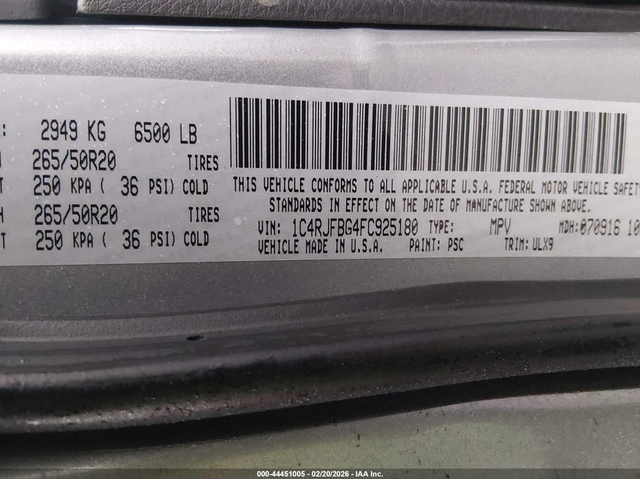 : 2949 KG 6500 LB
265/50R20 TIRES
250 KPA ( 36 PSI) COLD
265/50R20 TIRES
250 KPA ( 36 PSI) COLD
THIS VEHICLE CONFORMS TO ALL APPLICABLE U.S.A. FEDERAL MOTOR VEHICLE SAFETY
STANDARDS IN EFFECT ON THE DATE OF MANUFACTURE SHOWN ABOVE.
VIN: 1C4RJFBG4FC925180 TYPE: MPV MDH:070916 10
VEHICLE MADE IN U.S.A. PAINT: PSC TRIM: ULX9
000-44451005 | 02/20/2026 | IAA Inc.